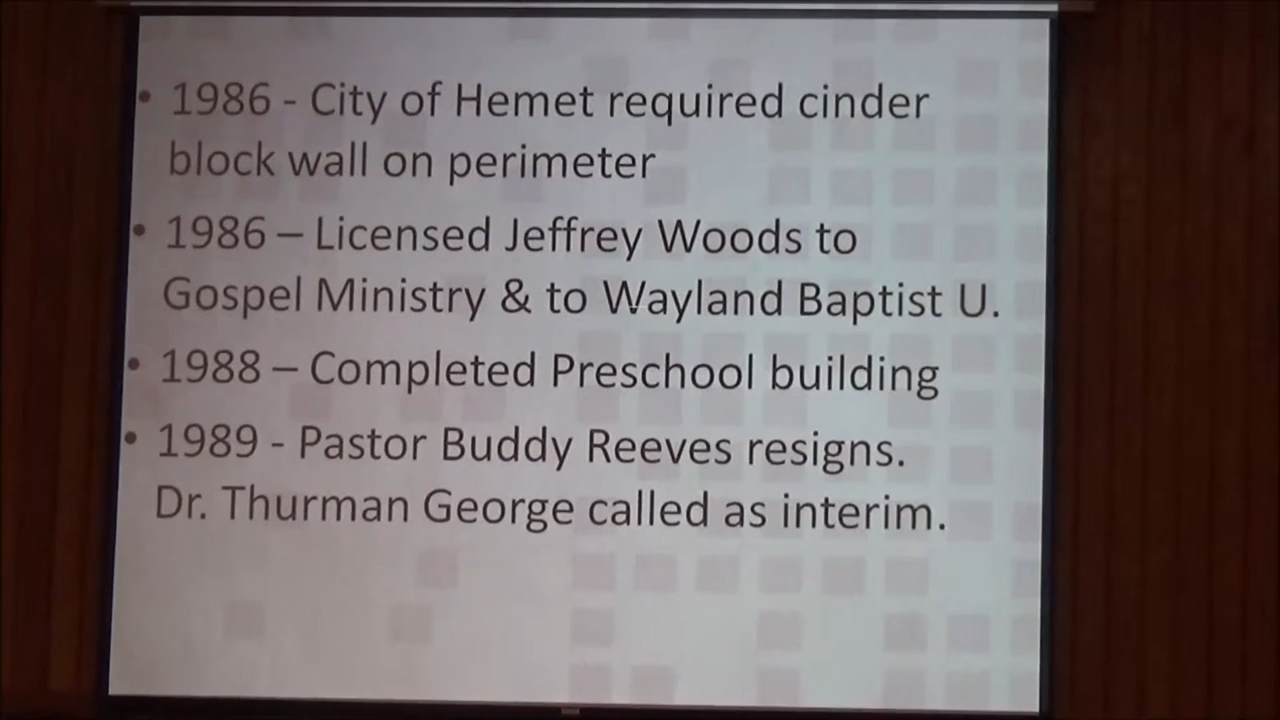 • 1986 - City of Hemet required cinder
block wall on perimeter
• 1986 – Licensed Jeffrey Woods to
Gospel Ministry & to Wayland Baptist U.
• 1988 – Completed Preschool building
• 1989 - Pastor Buddy Reeves resigns.
Dr. Thurman George called as interim.